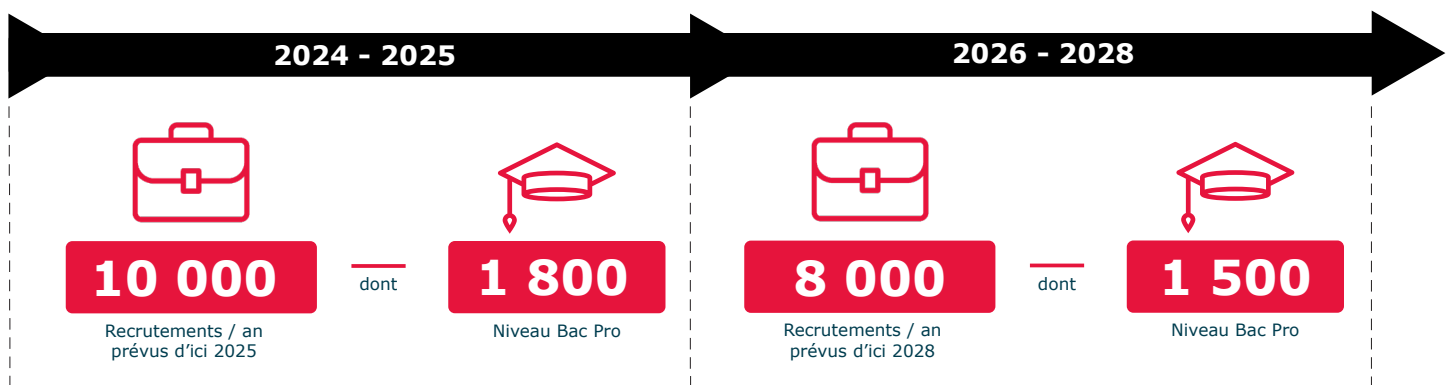 2024 - 2025
2026 - 2028
10 000
dont
1 800
Recrutements / an
prévus d’ici 2025
Niveau Bac Pro
8 000
dont
1 500
Recrutements / an
prévus d’ici 2028
Niveau Bac Pro